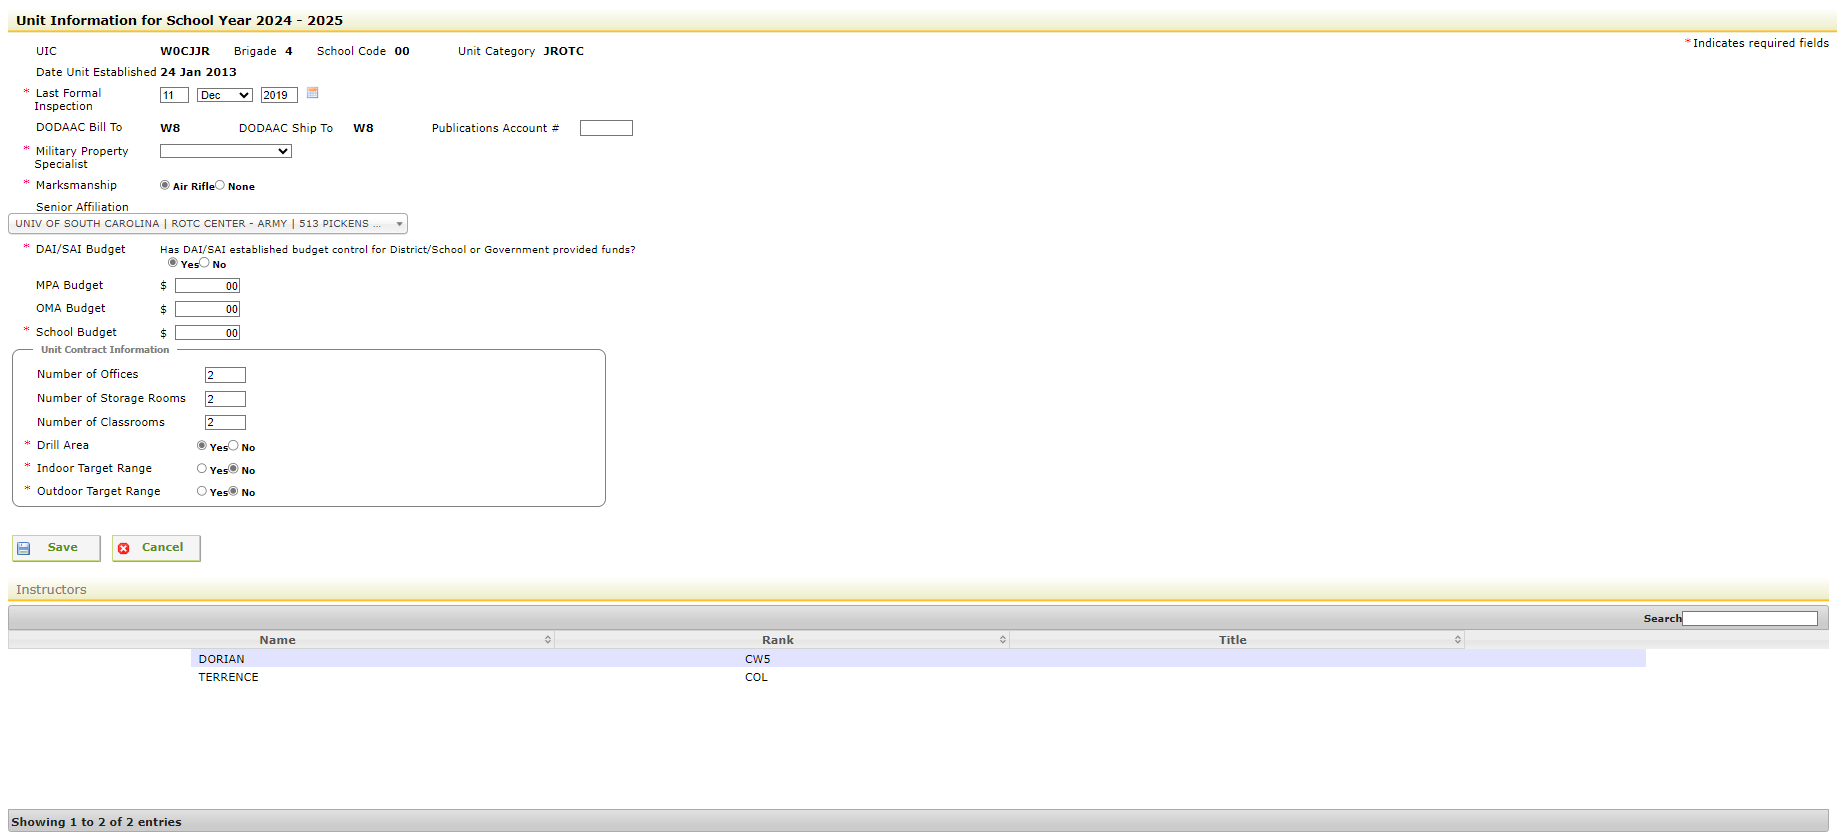 Unit Information for School Year 2024 - 2025
* Indicates required fields
UIC W0CJJR Brigade 4 School Code 00 Unit Category JROTC
Date Unit Established 24 Jan 2013
* Last Formal Inspection 11 Dec 2019
DODAAC Bill To W8 DODAAC Ship To W8 Publications Account #
* Military Property Specialist
* Marksmanship Air Rifle None
Senior Affiliation
UNIV OF SOUTH CAROLINA | ROTC CENTER - ARMY | 513 PICKENS ...
* DAI/SAI Budget Has DAI/SAI established budget control for District/School or Government provided funds?
Yes No
MPA Budget $ 00
OMA Budget $ 00
* School Budget $ 00
Unit Contract Information
Number of Offices 2
Number of Storage Rooms 2
Number of Classrooms 2
* Drill Area Yes No
* Indoor Target Range Yes No
* Outdoor Target Range Yes No
Save Cancel
Instructors
Search
Name Rank Title
DORIAN CW5
TERRENCE COL
Showing 1 to 2 of 2 entries